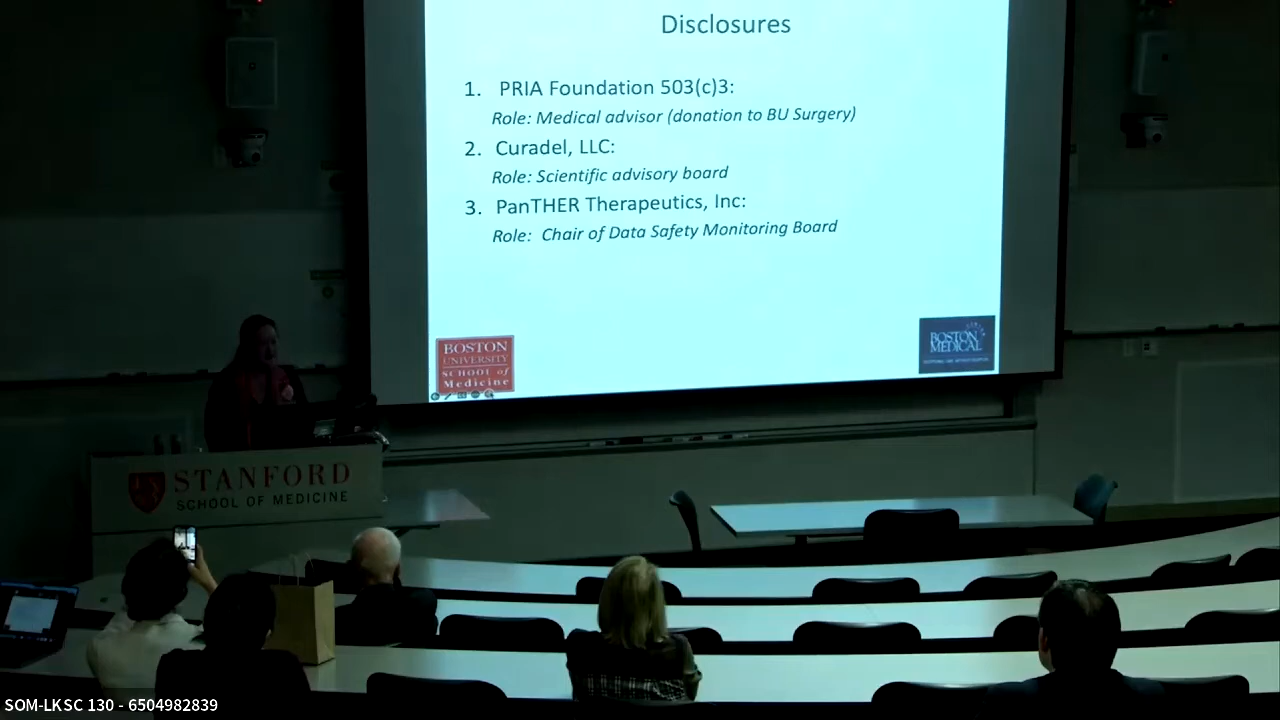 Disclosures
1. PRIA Foundation 503(c)3:
Role: Medical advisor (donation to BU Surgery)
2. Curadel, LLC:
Role: Scientific advisory board
3. PanTHER Therapeutics, Inc:
Role: Chair of Data Safety Monitoring Board
BOSTON
UNIVERSITY
SCHOOL of
Medicine
BOSTON
MEDICAL
STANFORD
SCHOOL OF MEDICINE
SOM-LKSC 130 - 6504982839